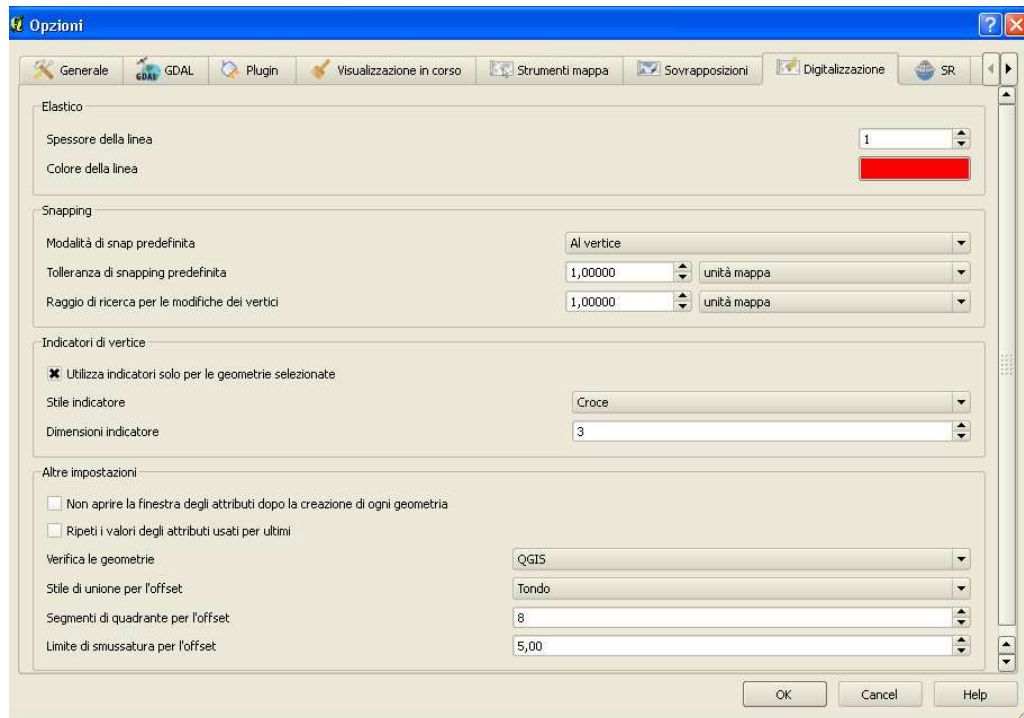 Opzioni
Generale GDAL GDAL Plugin Visualizzazione in corso Strumenti mappa Sovrapposizioni Digitalizzazione SR
Elastico
Spessore della linea 1
Colore della linea
Snapping
Modalità di snap predefinita Al vertice
Tolleranza di snapping predefinita 1,00000 unità mappa
Raggio di ricerca per le modifiche dei vertici 1,00000 unità mappa
Indicatori di vertice
Utilizza indicatori solo per le geometrie selezionate
Stile indicatore Croce
Dimensioni indicatore 3
Altre impostazioni
Non aprire la finestra degli attributi dopo la creazione di ogni geometria
Ripeti i valori degli attributi usati per ultimi
Verifica le geometrie QGIS
Stile di unione per l'offset Tondo
Segmenti di quadrante per l'offset 8
Limite di smussatura per l'offset 5,00
OK Cancel Help